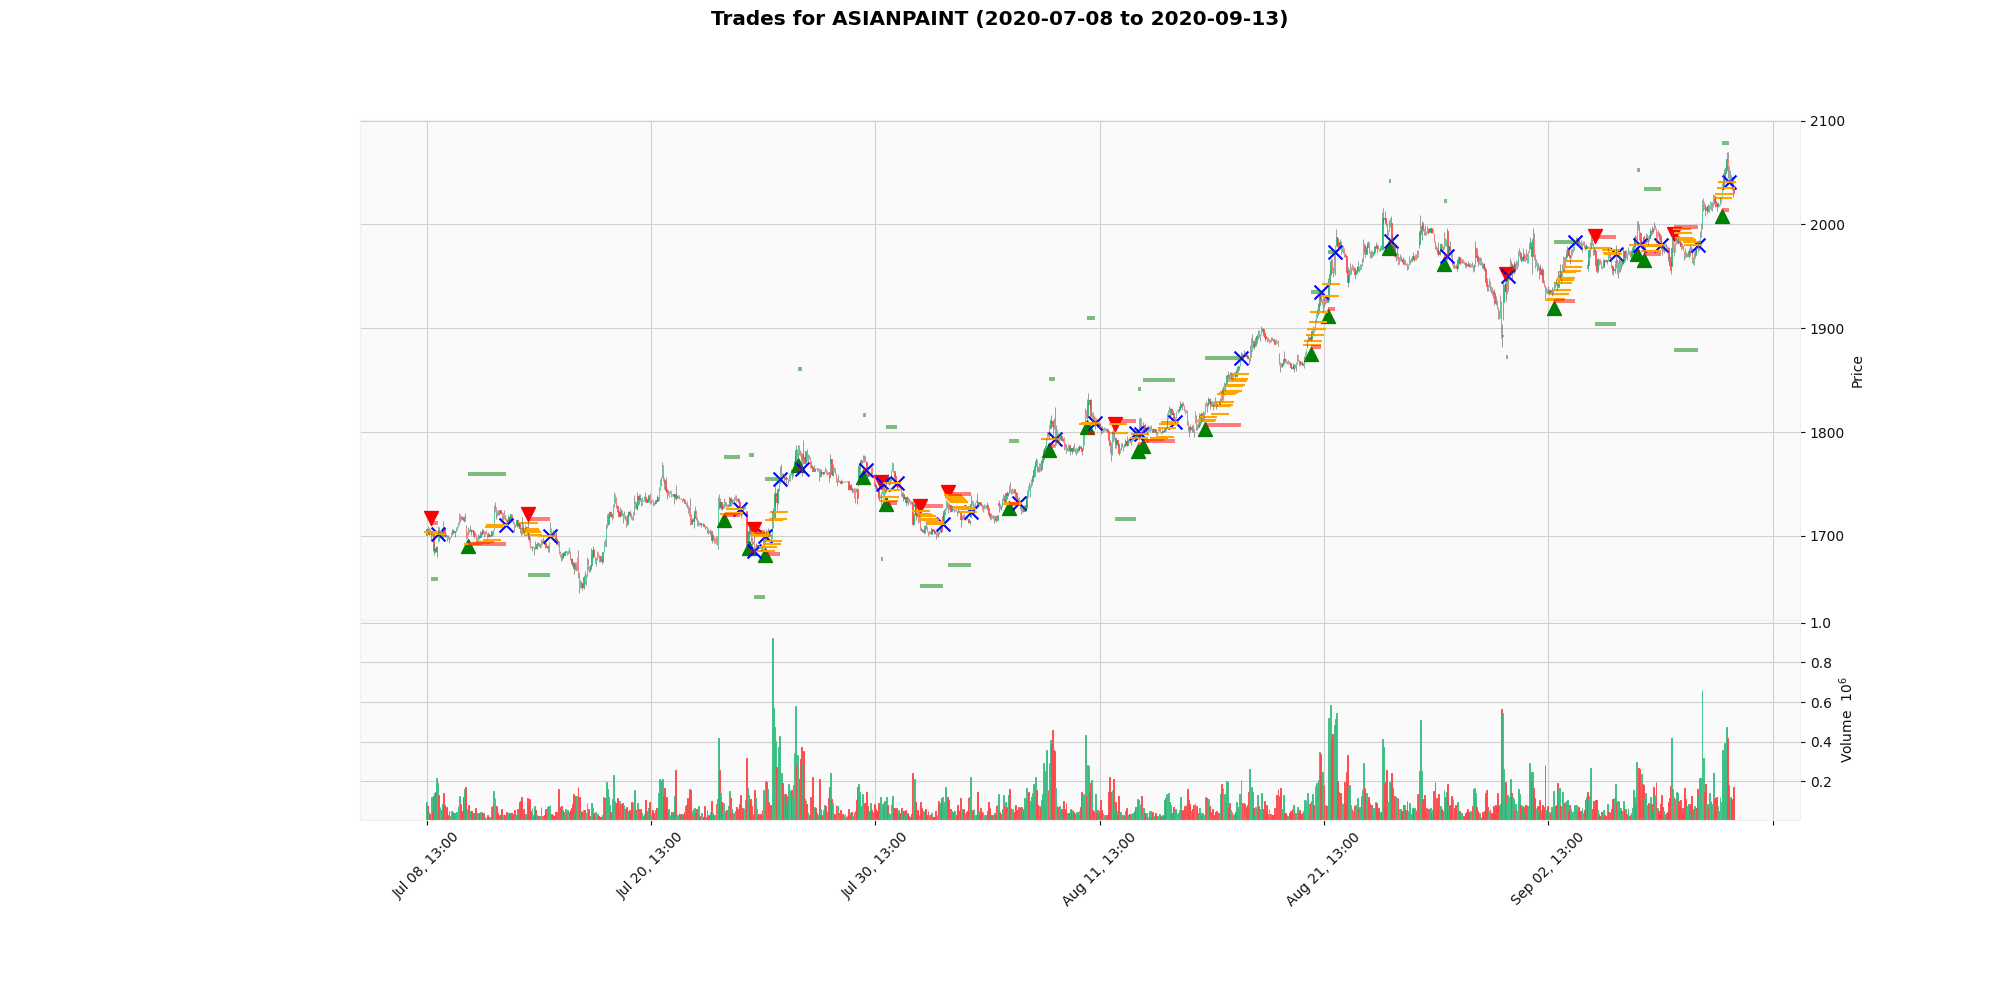 Trades for ASIANPAINT (2020-07-08 to 2020-09-13)
2100
2000
1900
1800
1700
Price
1.0
0.8
0.6
0.4
0.2
Volume 10^6
Jul 08, 13:00
Jul 20, 13:00
Jul 30, 13:00
Aug 11, 13:00
Aug 21, 13:00
Sep 02, 13:00